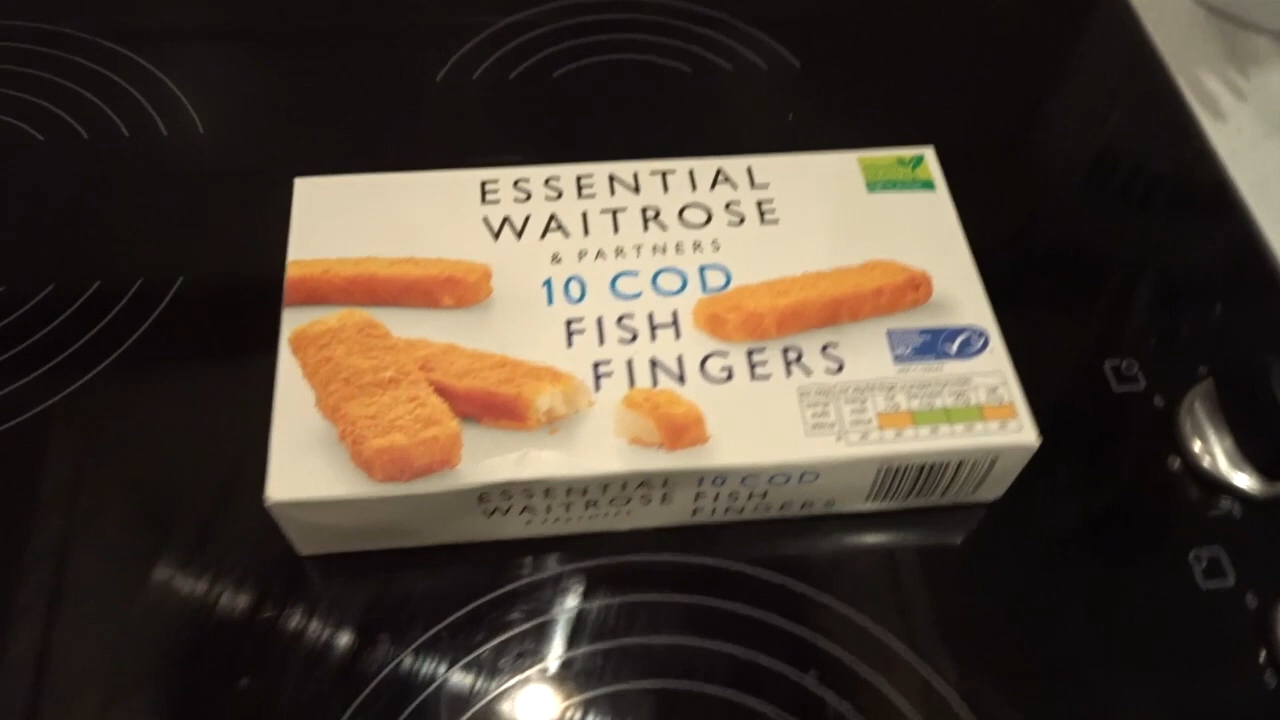 ESSENTIAL
WAITROSE
& PARTNERS
10 COD
FISH
FINGERS
ESSENTIAL 10 COD
WAITROSE FISH
FINGERS